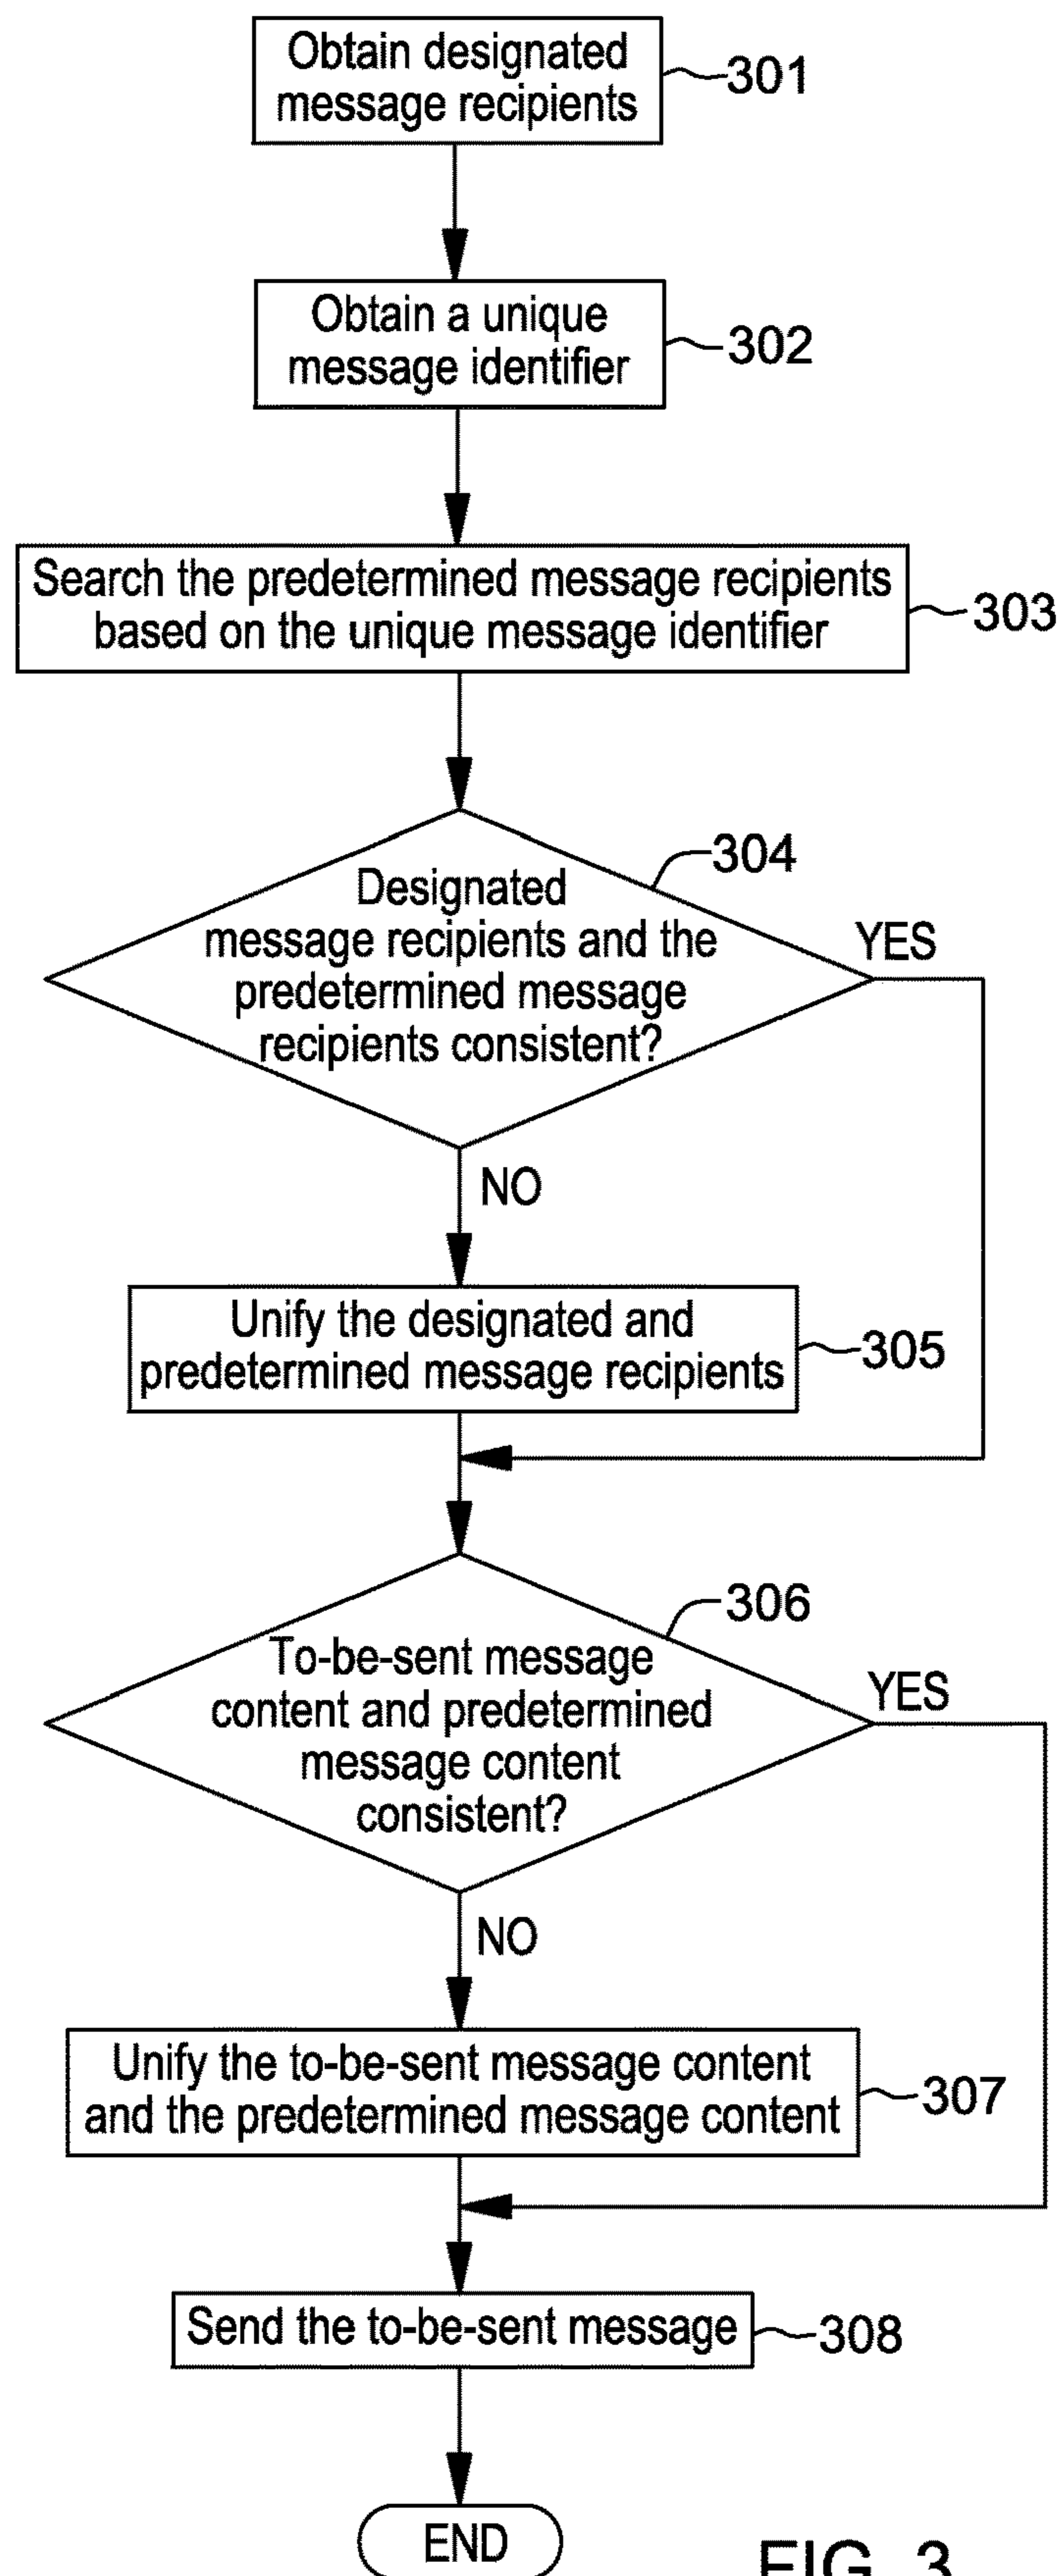 Obtain designated
message recipients
301
Obtain a unique
message identifier
302
Search the predetermined message recipients
based on the unique message identifier
303
304
Designated
message recipients and the
predetermined message
recipients consistent?
YES
NO
Unify the designated and
predetermined message recipients
305
306
To-be-sent message
content and predetermined
message content
consistent?
YES
NO
Unify the to-be-sent message content
and the predetermined message content
307
Send the to-be-sent message
308
END
FIG. 3